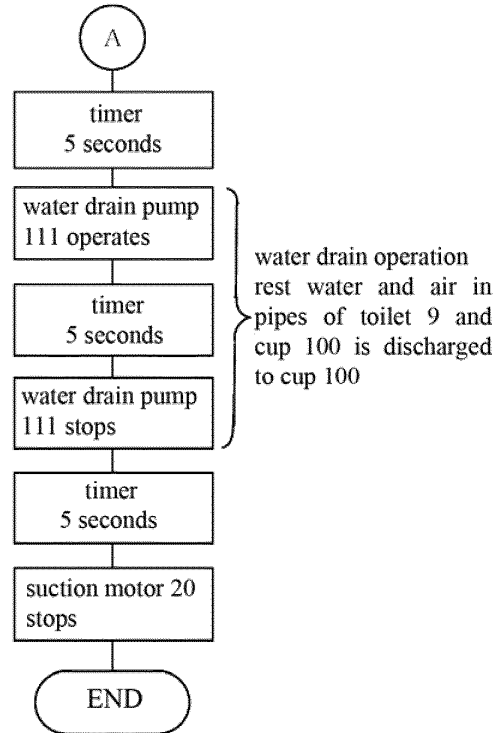 A
timer
5 seconds
water drain pump
111 operates
timer
5 seconds
water drain pump
111 stops
water drain operation
rest water and air in
pipes of toilet 9 and
cup 100 is discharged
to cup 100
timer
5 seconds
suction motor 20
stops
END